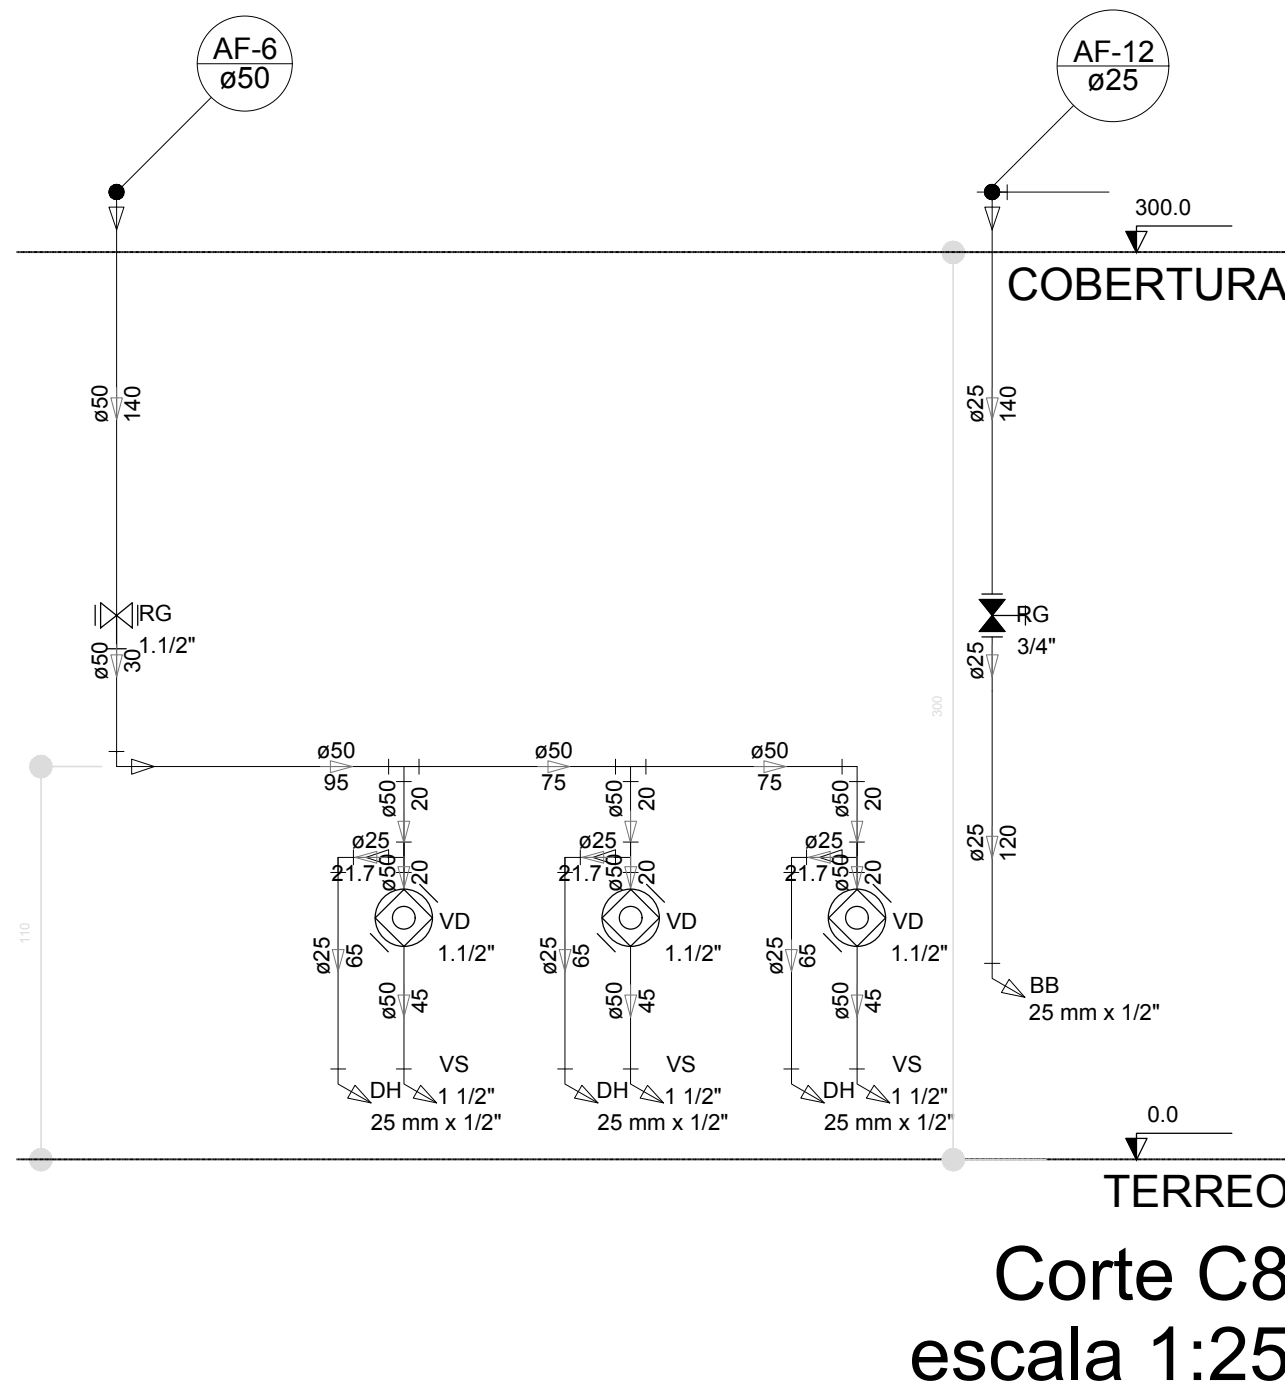 AF-6
ø50
AF-12
ø25
300.0
COBERTURA
ø50
140
ø25
140
RG
1.1/2"
ø50
30
RG
3/4"
ø25
300
ø50
95
ø50
75
ø50
75
ø50
20
ø50
20
ø50
20
ø25
21.7
ø50
20
ø25
21.7
ø50
20
ø25
21.7
ø50
20
ø25
120
110
VD
1.1/2"
VD
1.1/2"
VD
1.1/2"
ø25
65
ø50
45
ø25
65
ø50
45
ø25
65
ø50
45
BB
25 mm x 1/2"
VS
1 1/2"
DH
25 mm x 1/2"
VS
1 1/2"
DH
25 mm x 1/2"
VS
1 1/2"
DH
25 mm x 1/2"
0.0
TERREO
Corte C8
escala 1:25